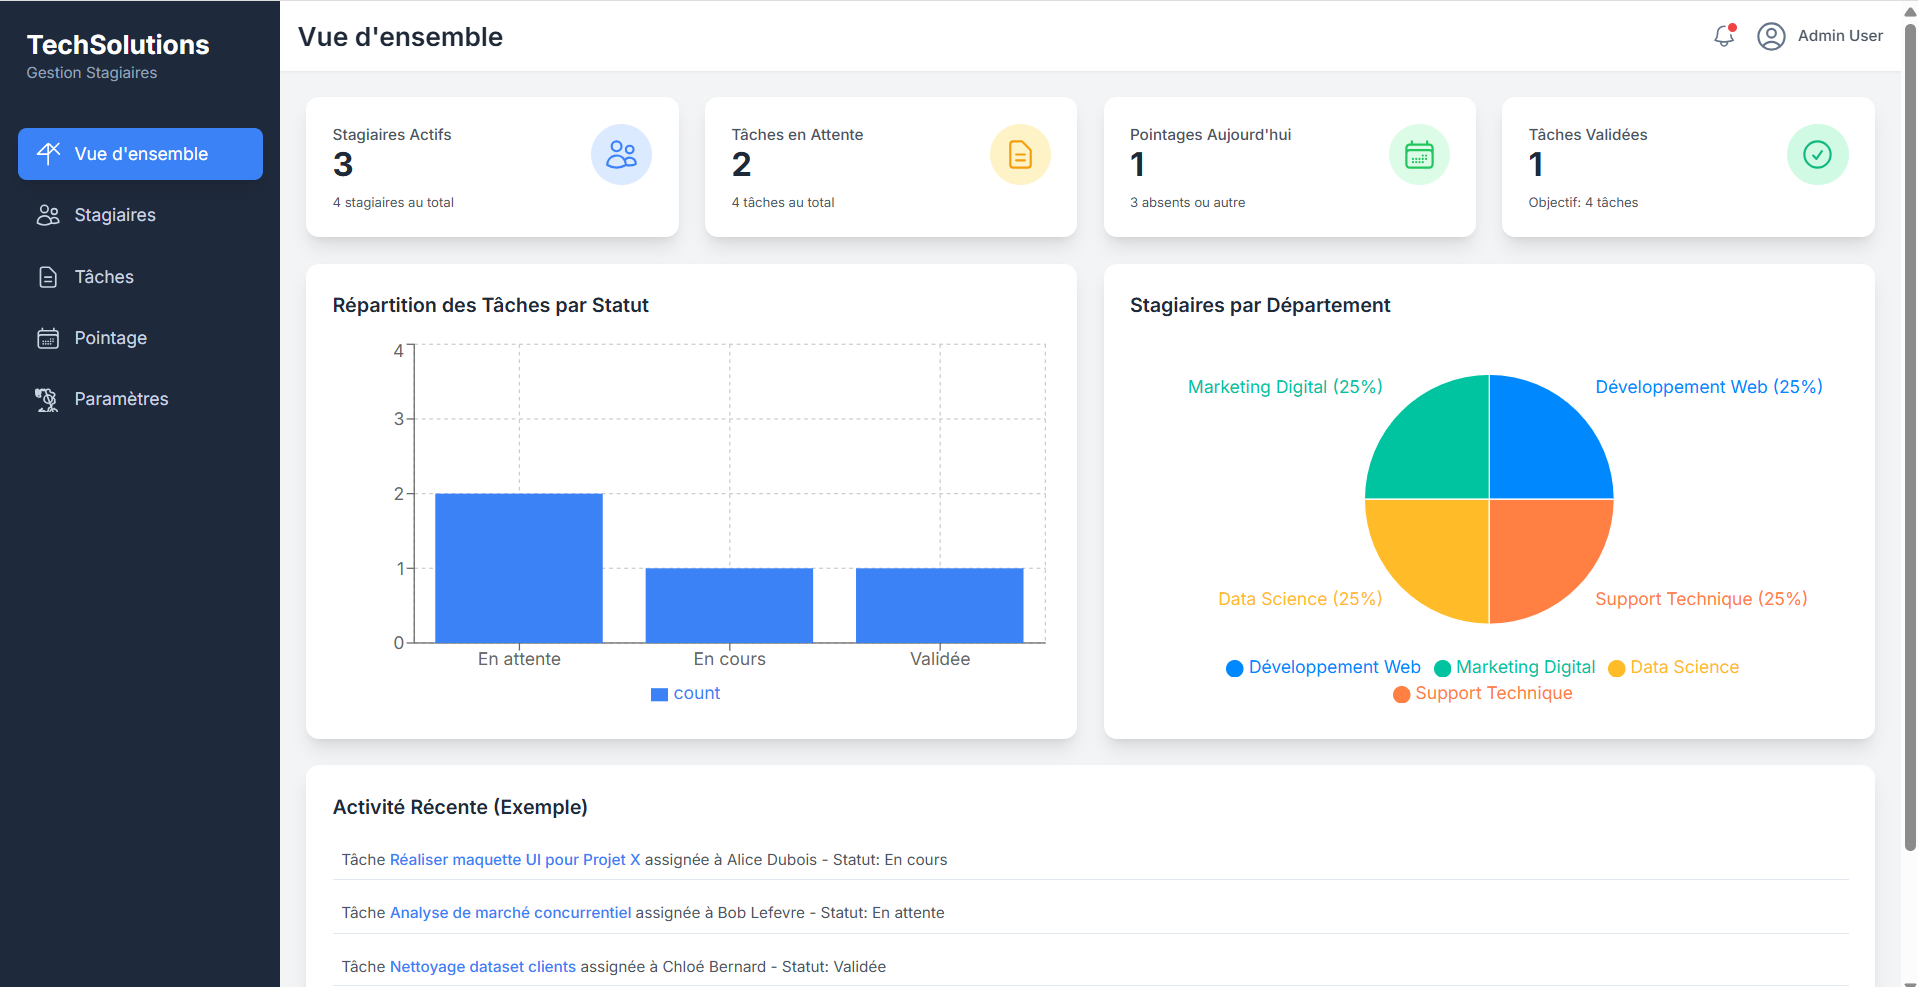 TechSolutions
Gestion Stagiaires
Vue d'ensemble
Stagiaires
Tâches
Pointage
Paramètres
Vue d'ensemble
Admin User
Stagiaires Actifs
3
4 stagiaires au total
Tâches en Attente
2
4 tâches au total
Pointages Aujourd'hui
1
3 absents ou autre
Tâches Validées
1
Objectif: 4 tâches
Répartition des Tâches par Statut
4
3
2
1
0
En attente
En cours
Validée
count
Stagiaires par Département
Marketing Digital (25%)
Développement Web (25%)
Data Science (25%)
Support Technique (25%)
Développement Web
Marketing Digital
Data Science
Support Technique
Activité Récente (Exemple)
Tâche Réaliser maquette UI pour Projet X assignée à Alice Dubois - Statut: En cours
Tâche Analyse de marché concurrentiel assignée à Bob Lefevre - Statut: En attente
Tâche Nettoyage dataset clients assignée à Chloé Bernard - Statut: Validée